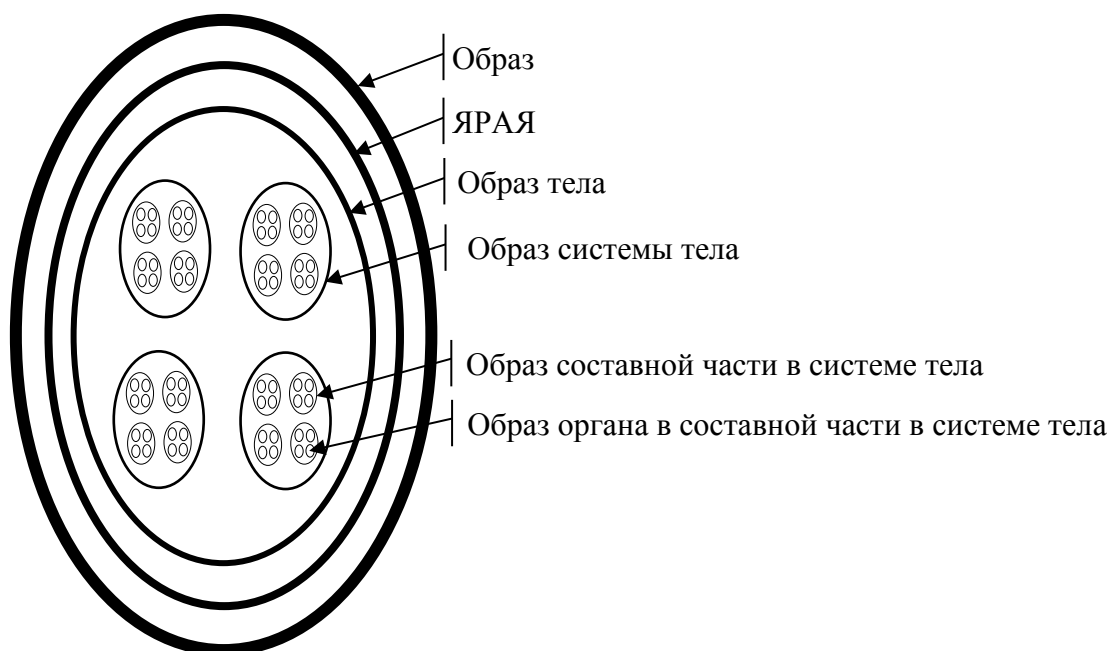 Образ
ЯРАЯ
Образ тела
Образ системы тела
Образ составной части в системе тела
Образ органа в составной части в системе тела